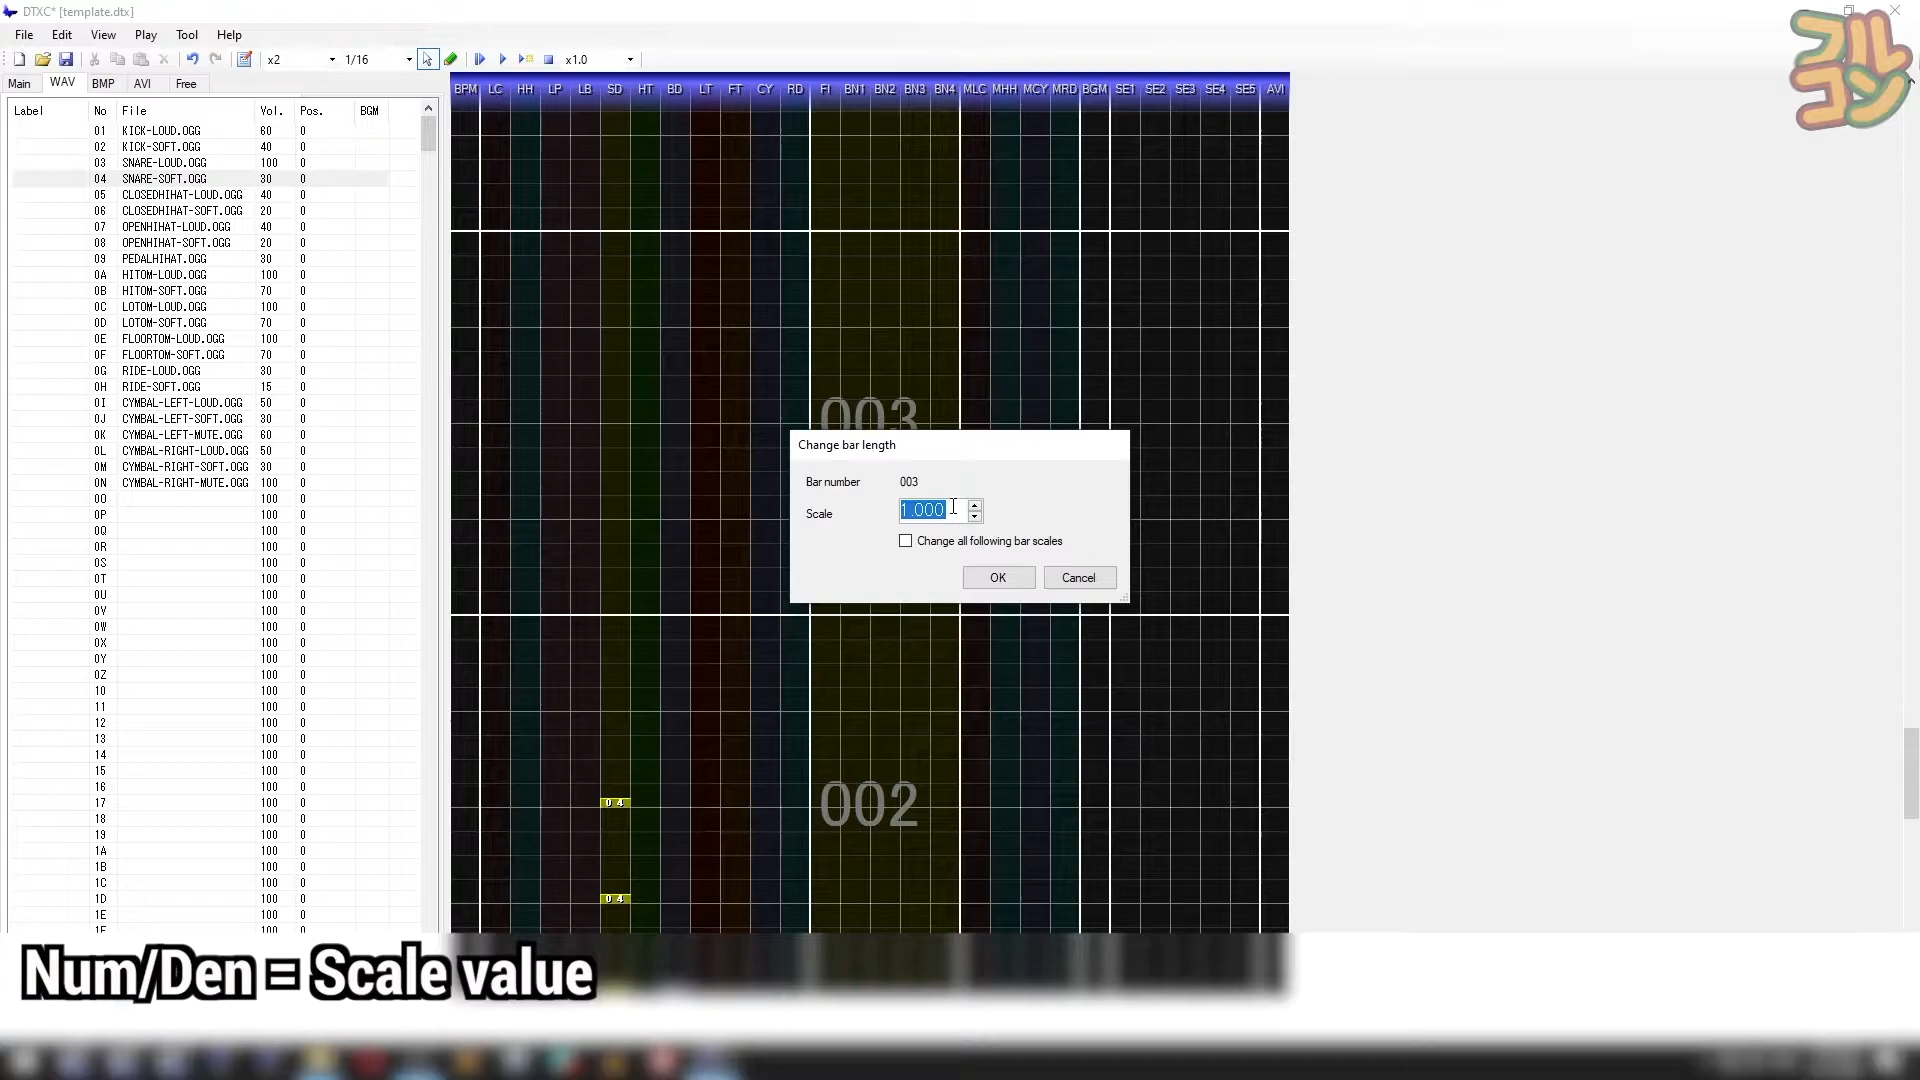 DTXC* [template.dtx]
File Edit View Play Tool Help
x2 1/16 x1.0
Main WAV BMP AVI Free
BPM LC HH LP LB SD HT BD LT FT CY RD FI BN1 BN2 BN3 BN4 MLC MHH MCY MRD BGM SE1 SE2 SE3 SE4 SE5 AVI
コルコン
Label No File Vol. Pos. BGM
01 KICK-LOUD.OGG 60 0
02 KICK-SOFT.OGG 40 0
03 SNARE-LOUD.OGG 100 0
04 SNARE-SOFT.OGG 30 0
05 CLOSEDHIHAT-LOUD.OGG 40 0
06 CLOSEDHIHAT-SOFT.OGG 20 0
07 OPENHIHAT-LOUD.OGG 40 0
08 OPENHIHAT-SOFT.OGG 20 0
09 PEDALHIHAT.OGG 30 0
0A HITOM-LOUD.OGG 100 0
0B HITOM-SOFT.OGG 70 0
0C LOTOM-LOUD.OGG 100 0
0D LOTOM-SOFT.OGG 70 0
0E FLOORTOM-LOUD.OGG 100 0
0F FLOORTOM-SOFT.OGG 70 0
0G RIDE-LOUD.OGG 30 0
0H RIDE-SOFT.OGG 15 0
0I CYMBAL-LEFT-LOUD.OGG 50 0
0J CYMBAL-LEFT-SOFT.OGG 30 0
0K CYMBAL-LEFT-MUTE.OGG 60 0
0L CYMBAL-RIGHT-LOUD.OGG 50 0
0M CYMBAL-RIGHT-SOFT.OGG 30 0
0N CYMBAL-RIGHT-MUTE.OGG 100 0
0O 100 0
0P 100 0
0Q 100 0
0R 100 0
0S 100 0
0T 100 0
0U 100 0
0V 100 0
0W 100 0
0X 100 0
0Y 100 0
0Z 100 0
10 100 0
11 100 0
12 100 0
13 100 0
14 100 0
15 100 0
16 100 0
17 100 0
18 100 0
19 100 0
1A 100 0
1B 100 0
1C 100 0
1D 100 0
1E 100 0
1F 100 0
003
Change bar length
Bar number 003
Scale 1.000
Change all following bar scales
OK Cancel
04
002
04
Num/Den = Scale value